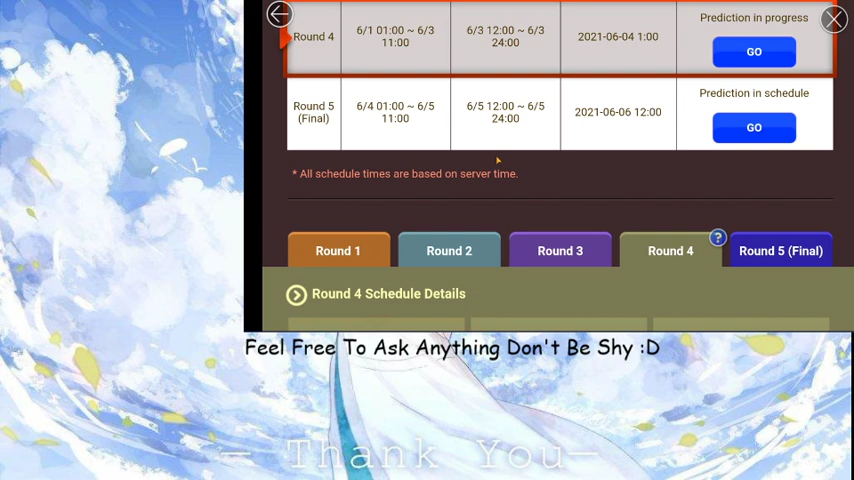 Round 4
6/1 01:00 ~ 6/3
11:00
6/3 12:00 ~ 6/3
24:00
2021-06-04 1:00
Prediction in progress
GO
Round 5
(Final)
6/4 01:00 ~ 6/5
11:00
6/5 12:00 ~ 6/5
24:00
2021-06-06 12:00
Prediction in schedule
GO
* All schedule times are based on server time.
Round 1
Round 2
Round 3
Round 4
?
Round 5 (Final)
Round 4 Schedule Details
Feel Free To Ask Anything Don't Be Shy :D
— Thank You—